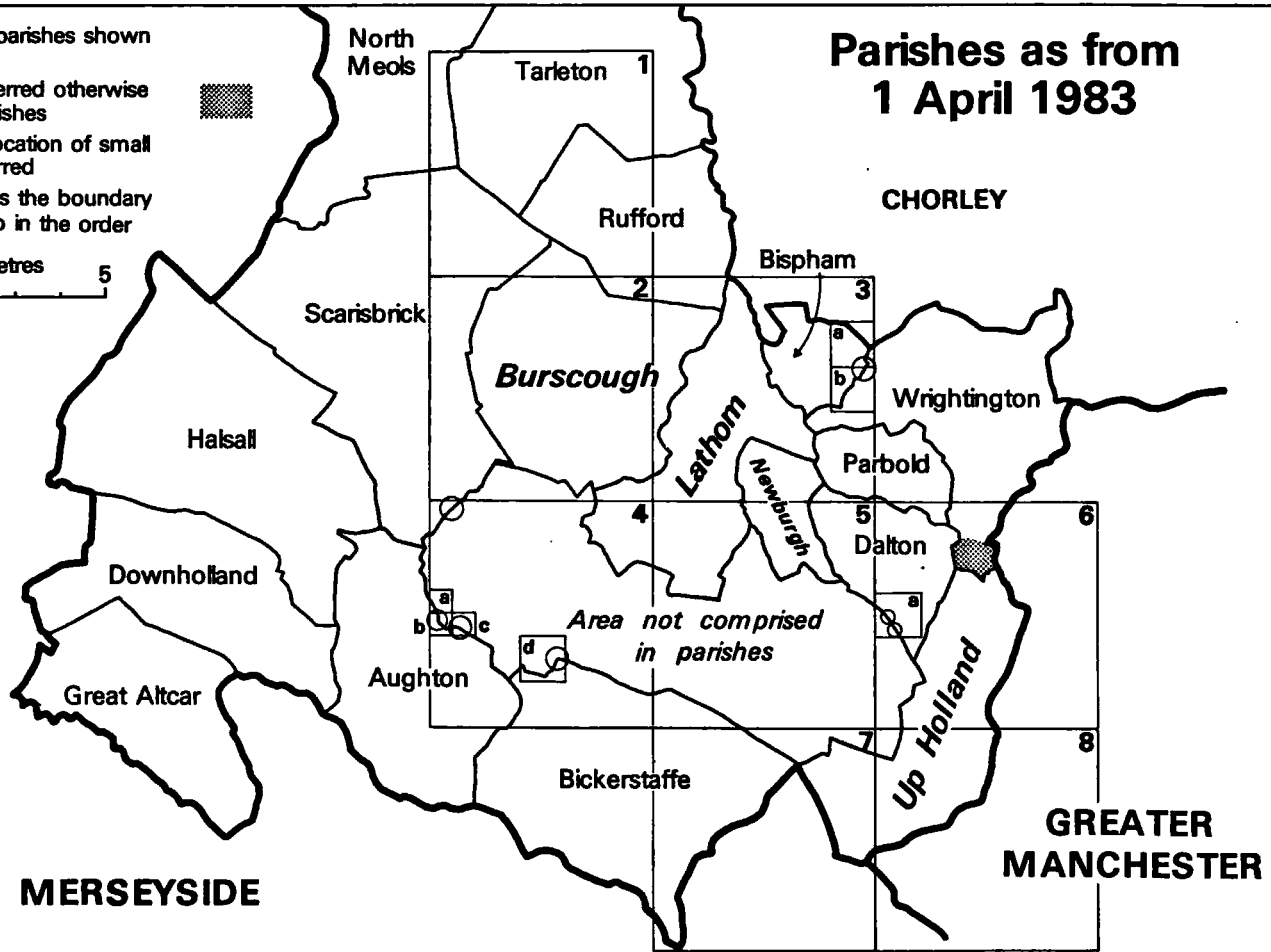 parishes shown
erred otherwise
ishes
ocation of small
rred
s the boundary
p in the order
etres
5
Parishes as from
1 April 1983
North
Meols
Tarleton
1
CHORLEY
Rufford
Bispham
2
3
Scarisbrick
a
Burscough
b
Wrightington
Halsall
Lathom
Parbold
Newburgh
4
5
6
Dalton
Downholland
a
b
c
a
Area not comprised
in parishes
d
Aughton
Great Altcar
Up Holland
7
8
Bickerstaffe
GREATER
MANCHESTER
MERSEYSIDE